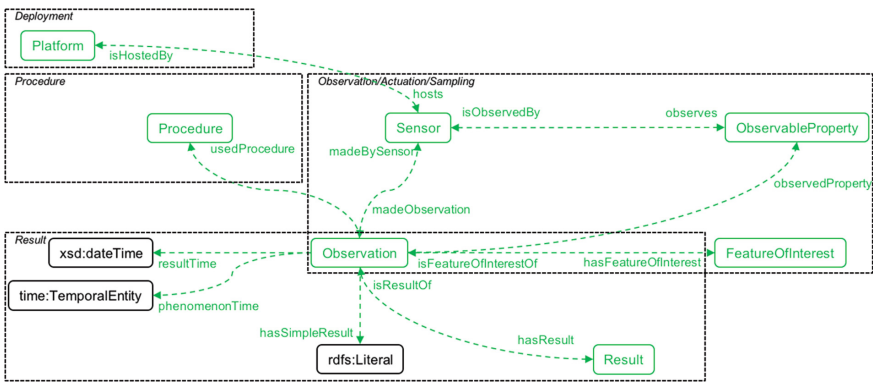 Deployment
Platform
isHostedBy
Procedure
Observation/Actuation/Sampling
hosts
isObservedBy
observes
Procedure
Sensor
ObservableProperty
usedProcedure
madeBySensor
observedProperty
madeObservation
Result
xsd:dateTime
Observation
FeatureOfInterest
resultTime
isFeatureOfInterestOf
hasFeatureOfInterest
time:TemporalEntity
isResultOf
phenomenonTime
hasSimpleResult
hasResult
rdfs:Literal
Result